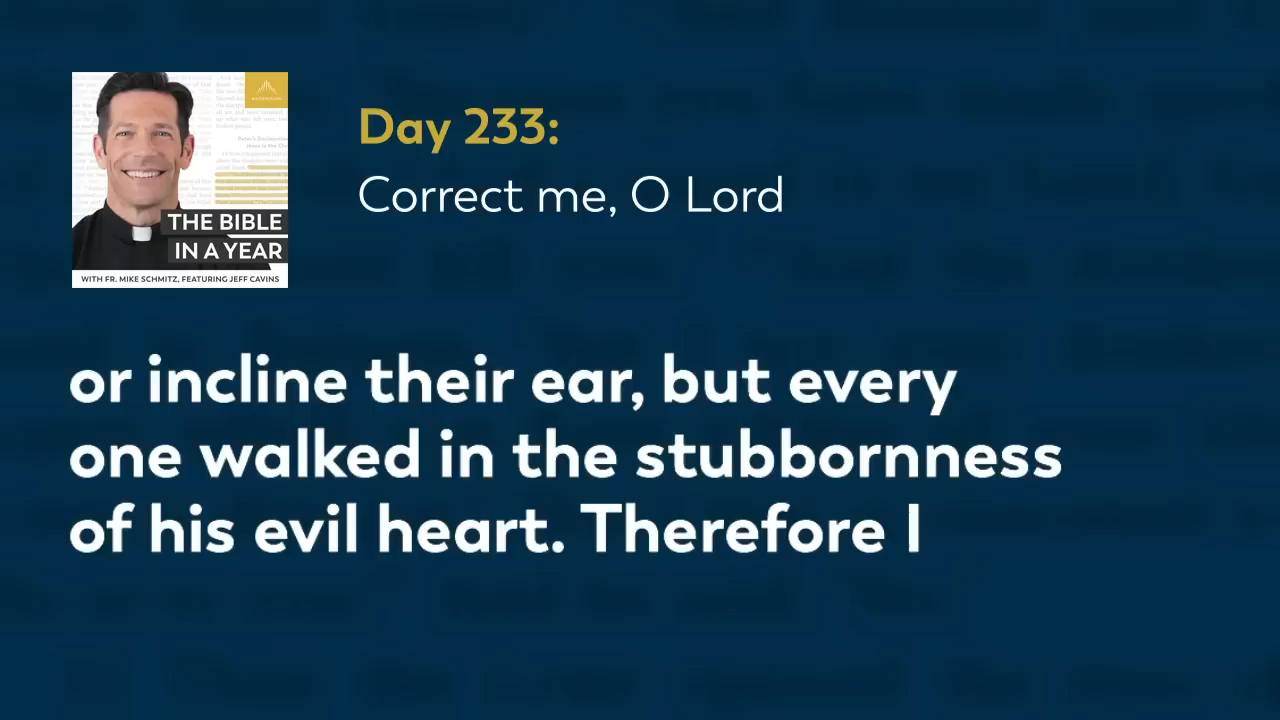 Day 233:
Correct me, O Lord
THE BIBLE
IN A YEAR
WITH FR. MIKE SCHMITZ, FEATURING JEFF CAVINS
or incline their ear, but every
one walked in the stubbornness
of his evil heart. Therefore I